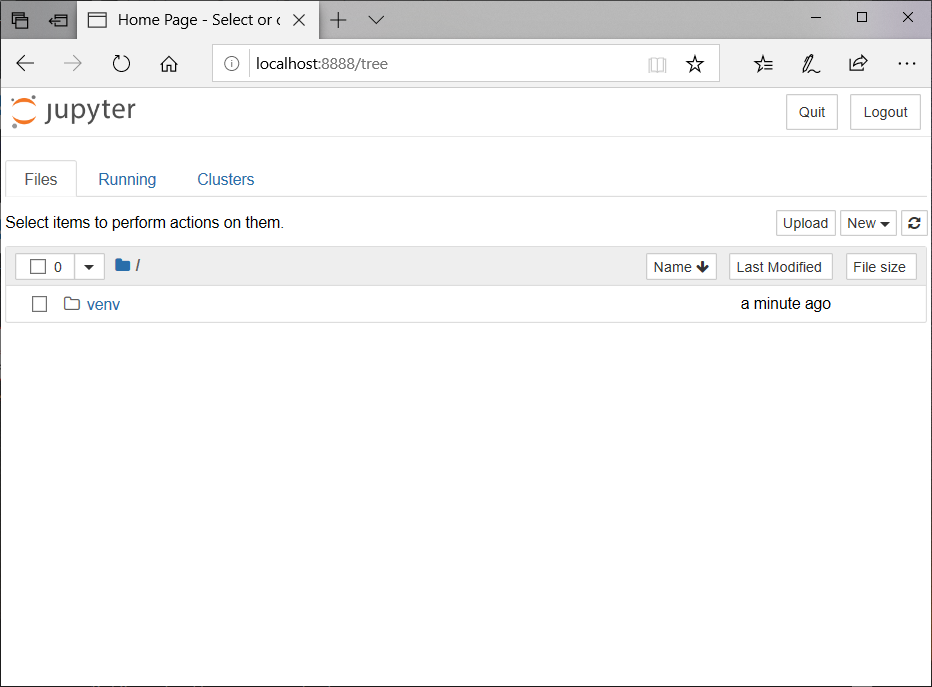 Home Page - Select or c
localhost:8888/tree
jupyter
Quit
Logout
Files
Running
Clusters
Select items to perform actions on them.
Upload
New
0
/
Name
Last Modified
File size
venv
a minute ago